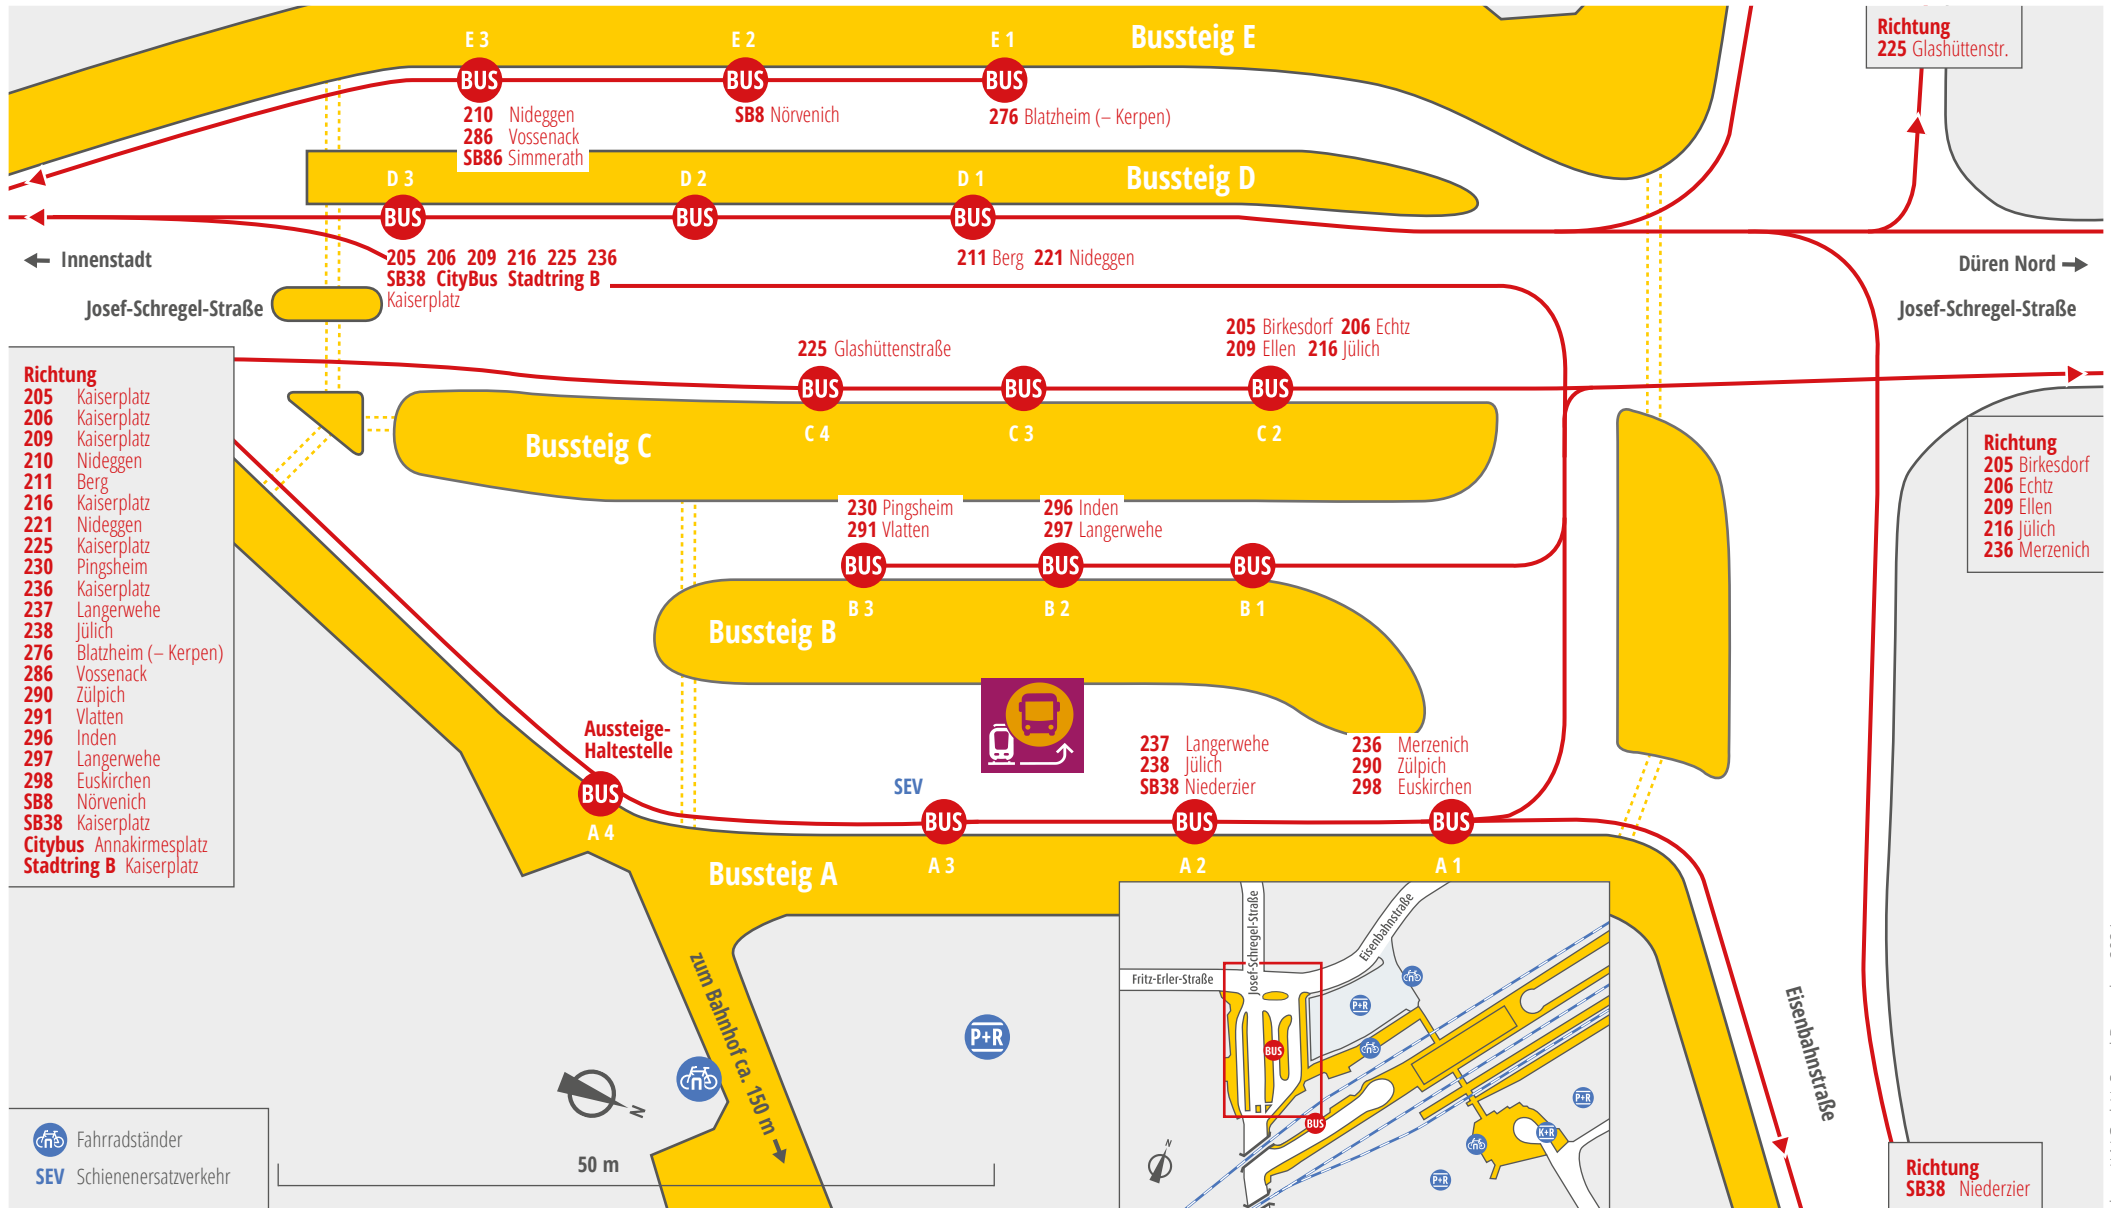 Bussteig E
E 3
E 2
E 1
BUS
BUS
BUS
210 Nideggen
286 Vossenack
SB86 Simmerath
SB8 Nörvenich
276 Blatzheim (– Kerpen)
Richtung
225 Glashüttenstr.
Bussteig D
D 3
D 2
D 1
BUS
BUS
BUS
205 206 209 216 225 236
SB38 CityBus Stadtring B
Kaiserplatz
211 Berg 221 Nideggen
← Innenstadt
Düren Nord →
Josef-Schregel-Straße
Josef-Schregel-Straße
225 Glashüttenstraße
205 Birkesdorf 206 Echtz
209 Ellen 216 Jülich
BUS
BUS
BUS
Bussteig C
C 4
C 3
C 2
Richtung
205 Kaiserplatz
206 Kaiserplatz
209 Kaiserplatz
210 Nideggen
211 Berg
216 Kaiserplatz
221 Nideggen
225 Kaiserplatz
230 Pingsheim
236 Kaiserplatz
237 Langerwehe
238 Jülich
276 Blatzheim (– Kerpen)
286 Vossenack
290 Zülpich
291 Vlatten
296 Inden
297 Langerwehe
298 Euskirchen
SB8 Nörvenich
SB38 Kaiserplatz
Citybus Annakirmesplatz
Stadtring B Kaiserplatz
Richtung
205 Birkesdorf
206 Echtz
209 Ellen
216 Jülich
236 Merzenich
230 Pingsheim
291 Vlatten
296 Inden
297 Langerwehe
BUS
BUS
BUS
B 3
B 2
B 1
Bussteig B
Aussteige-
Haltestelle
SEV
237 Langerwehe
238 Jülich
SB38 Niederzier
236 Merzenich
290 Zülpich
298 Euskirchen
BUS
BUS
BUS
BUS
A 4
A 3
A 2
A 1
Bussteig A
zum Bahnhof ca. 150 m
P+R
N
50 m
Fahrradständer
SEV Schienenersatzverkehr
Josef-Schregel-Straße
Eisenbahnstraße
Fritz-Erler-Straße
P+R
BUS
BUS
P+R
K+R
P+R
N
Eisenbahnstraße
Richtung
SB38 Niederzier